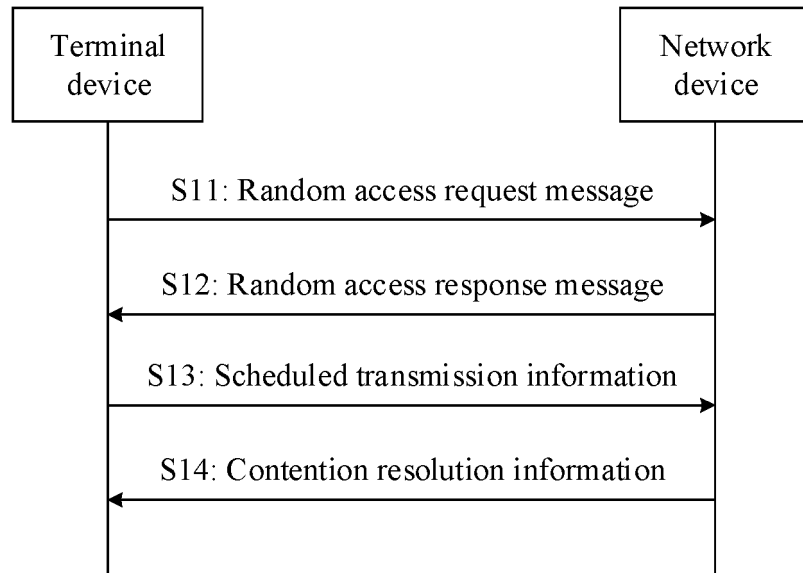 Terminal
device
Network
device
S11: Random access request message
S12: Random access response message
S13: Scheduled transmission information
S14: Contention resolution information